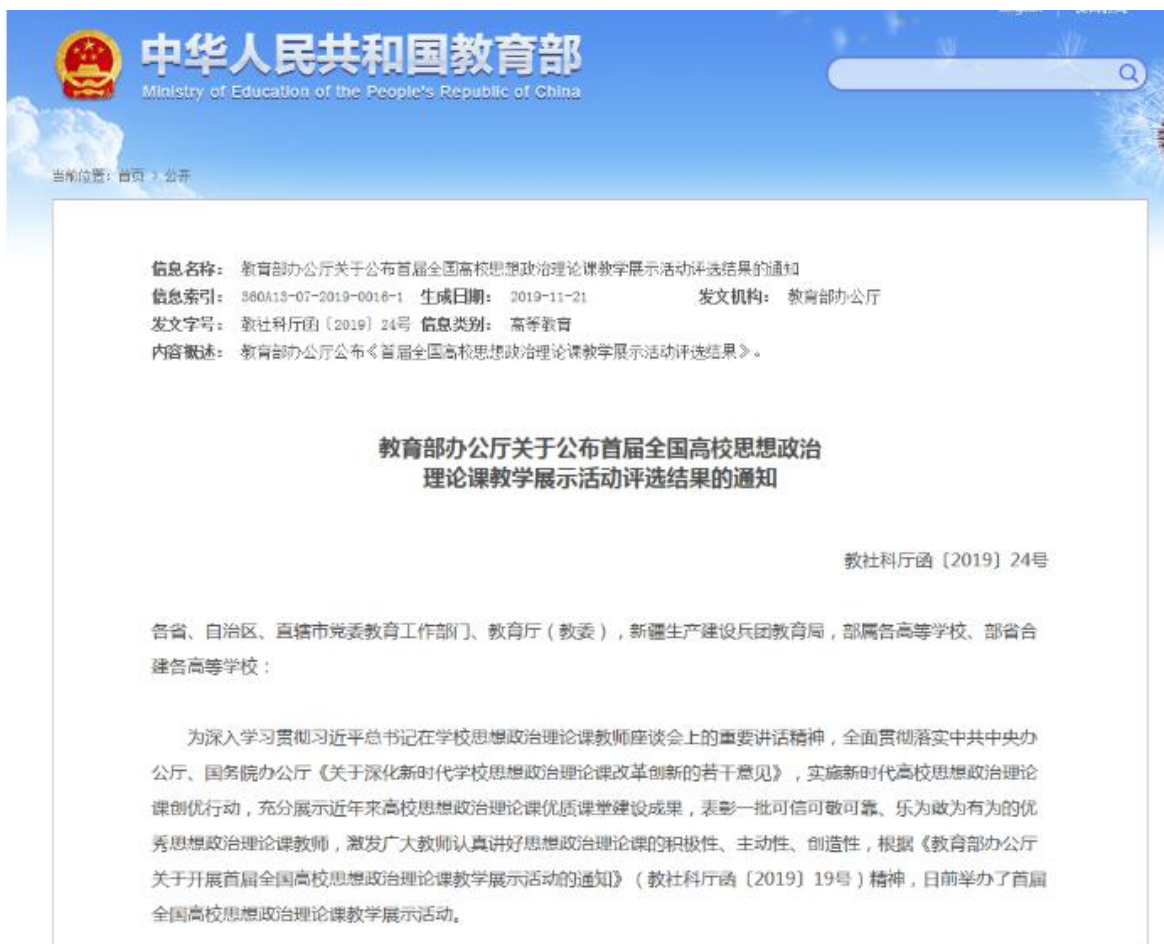 中华人民共和国教育部
Ministry of Education of the People's Republic of China
当前位置：首页 > 公开
信息名称： 教育部办公厅关于公布首届全国高校思想政治理论课教学展示活动评选结果的通知
信息索引： 360A13-07-2019-0016-1 生成日期： 2019-11-21 发文机构： 教育部办公厅
发文字号： 教社科厅函〔2019〕24号 信息类别： 高等教育
内容概述： 教育部办公厅公布《首届全国高校思想政治理论课教学展示活动评选结果》。
教育部办公厅关于公布首届全国高校思想政治
理论课教学展示活动评选结果的通知
教社科厅函〔2019〕24号
各省、自治区、直辖市党委教育工作部门、教育厅（教委），新疆生产建设兵团教育局，部属各高等学校、部省合
建各高等学校：
为深入学习贯彻习近平总书记在学校思想政治理论课教师座谈会上的重要讲话精神，全面贯彻落实中共中央办
公厅、国务院办公厅《关于深化新时代学校思想政治理论课改革创新的若干意见》，实施新时代高校思想政治理论
课创优行动，充分展示近年来高校思想政治理论课优质课堂建设成果，表彰一批可信可敬可靠、乐为敢为有为的优
秀思想政治理论课教师，激发广大教师认真讲好思想政治理论课的积极性、主动性、创造性，根据《教育部办公厅
关于开展首届全国高校思想政治理论课教学展示活动的通知》（教社科厅函〔2019〕19号）精神，日前举办了首届
全国高校思想政治理论课教学展示活动。